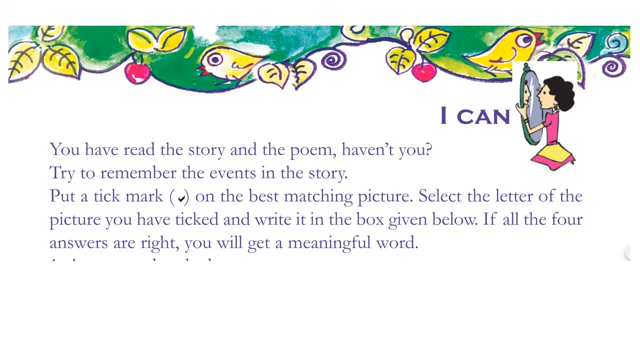 I CAN
You have read the story and the poem, haven't you?
Try to remember the events in the story.
Put a tick mark (✔) on the best matching picture. Select the letter of the
picture you have ticked and write it in the box given below. If all the four
answers are right, you will get a meaningful word.